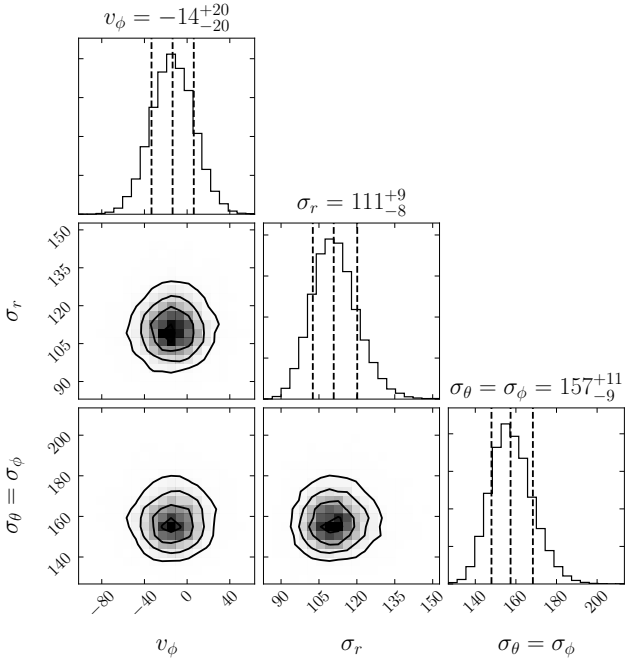 v_ϕ = −14^{+20}_{−20}
σ_r = 111^{+9}_{−8}
150
135
120
105
90
σ_r
σ_θ = σ_ϕ = 157^{+11}_{−9}
200
180
160
140
σ_θ = σ_ϕ
−80
−40
0
40
v_ϕ
90
105
120
135
150
σ_r
140
160
180
200
σ_θ = σ_ϕ